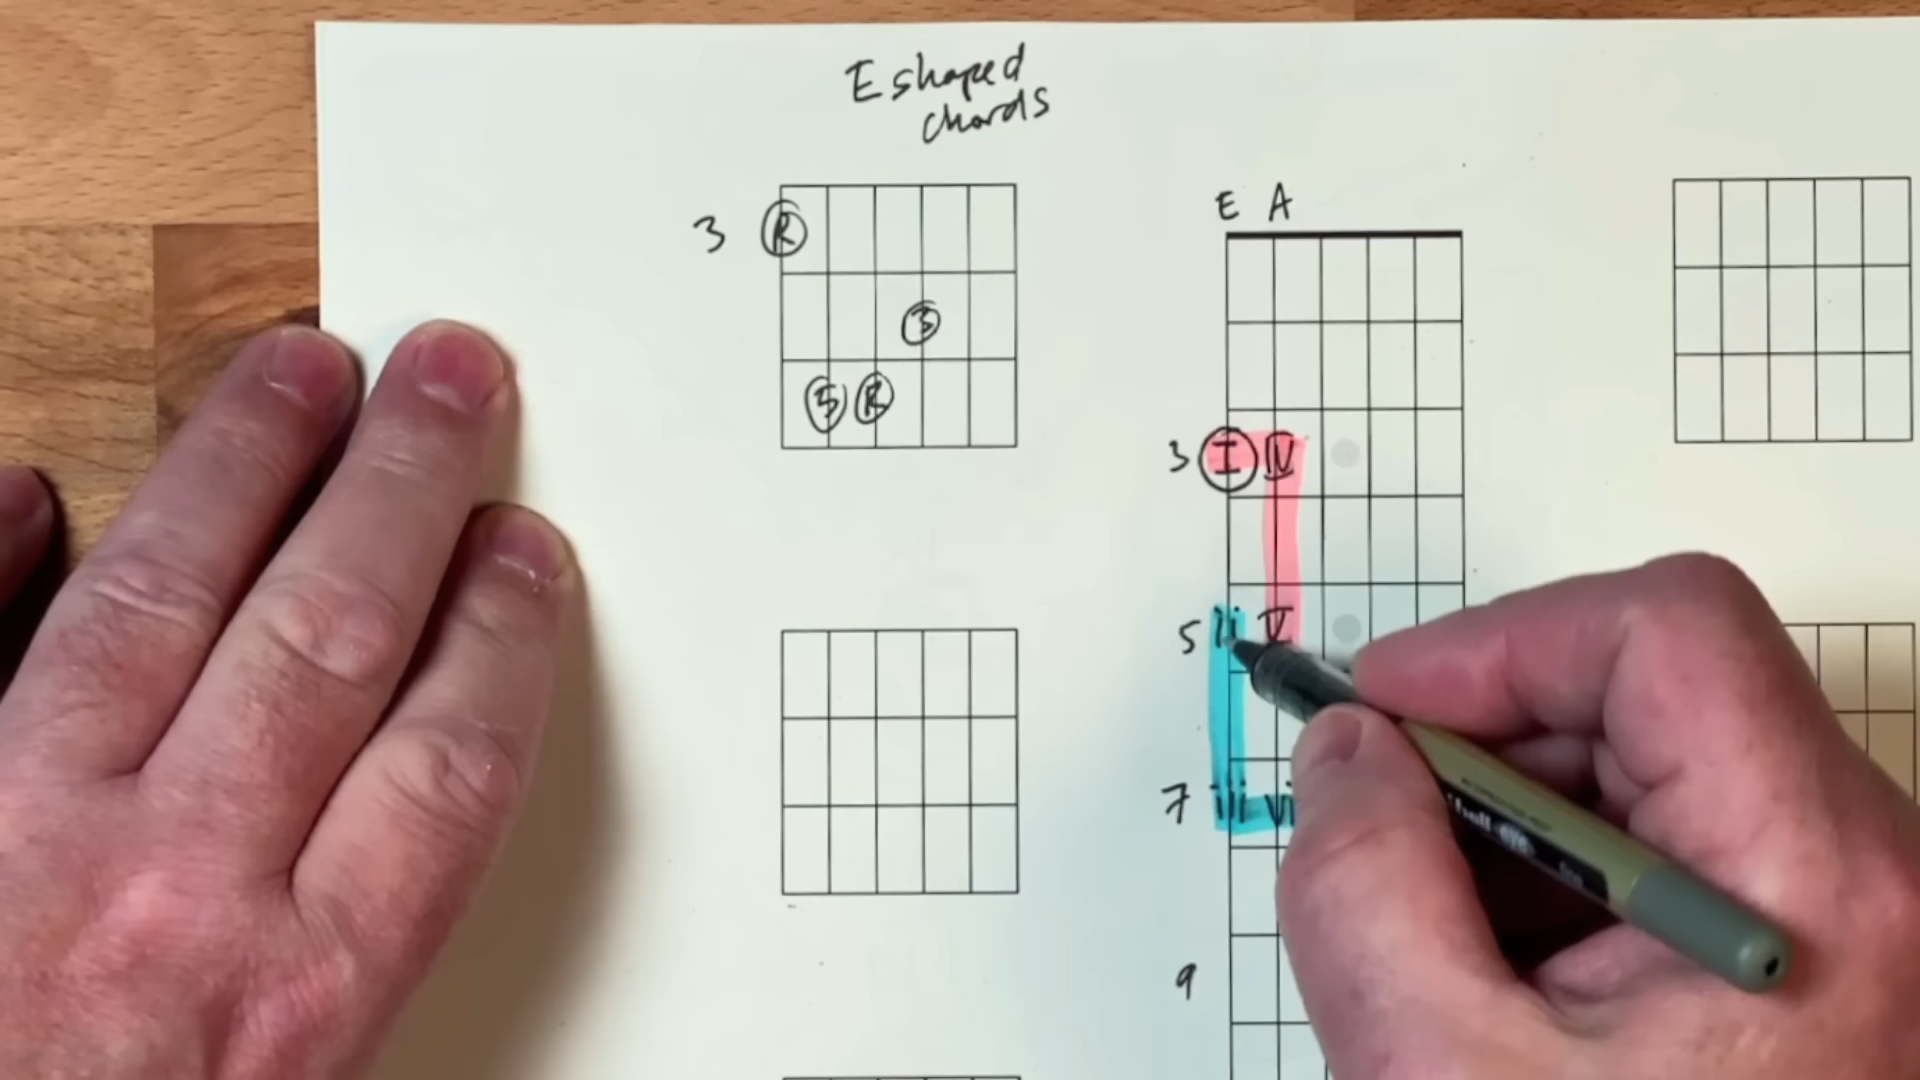 E shaped
chords
3 R
3
5 R
E A
3 I IV
5 ii V
7 iii vi
9